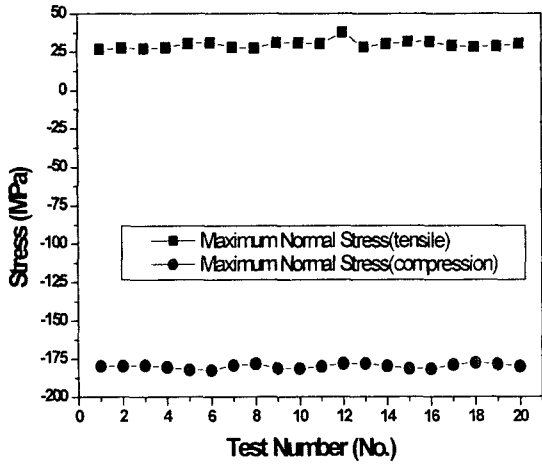 50
25
0
-25
-50
-75
-100
-125
-150
-175
-200
Stress (MPa)
Maximum Normal Stress(tensile)
Maximum Normal Stress(compression)
0 2 4 6 8 10 12 14 16 18 20
Test Number (No.)